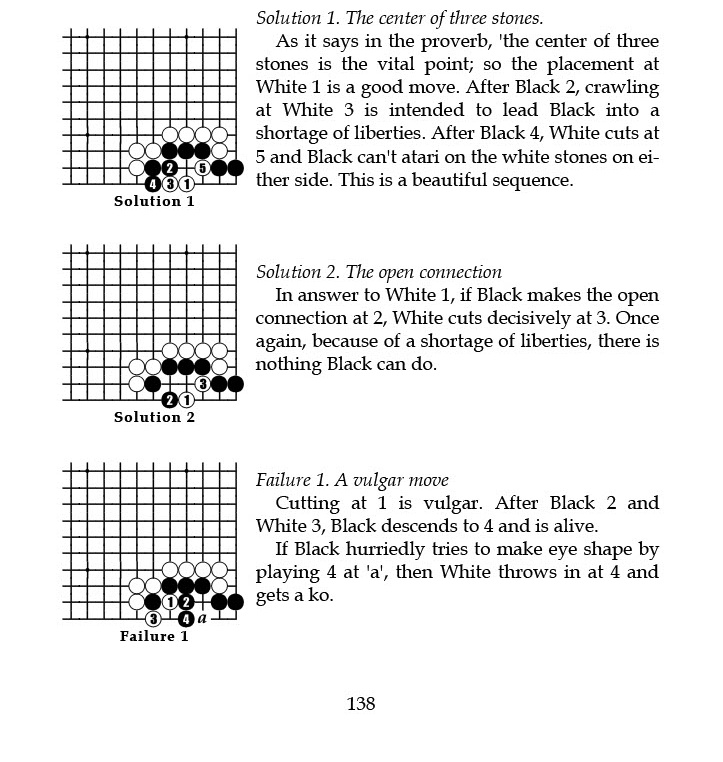 Solution 1. The center of three stones.
As it says in the proverb, 'the center of three
stones is the vital point; so the placement at
White 1 is a good move. After Black 2, crawling
at White 3 is intended to lead Black into a
shortage of liberties. After Black 4, White cuts at
5 and Black can't atari on the white stones on ei-
ther side. This is a beautiful sequence.
2 5
4 3 1
Solution 1
Solution 2. The open connection
In answer to White 1, if Black makes the open
connection at 2, White cuts decisively at 3. Once
again, because of a shortage of liberties, there is
nothing Black can do.
3
2 1
Solution 2
Failure 1. A vulgar move
Cutting at 1 is vulgar. After Black 2 and
White 3, Black descends to 4 and is alive.
If Black hurriedly tries to make eye shape by
playing 4 at 'a', then White throws in at 4 and
gets a ko.
1 2
3 4 a
Failure 1
138